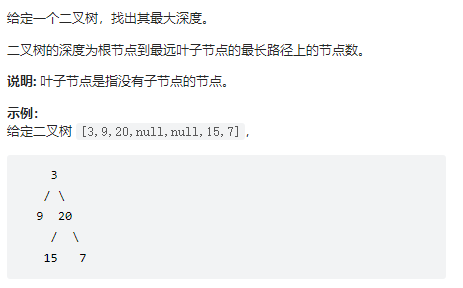 给定一个二叉树，找出其最大深度。
二叉树的深度为根节点到最远叶子节点的最长路径上的节点数。
说明: 叶子节点是指没有子节点的节点。
示例：
给定二叉树 [3,9,20,null,null,15,7]，
3
/ \
9  20
/  \
15   7